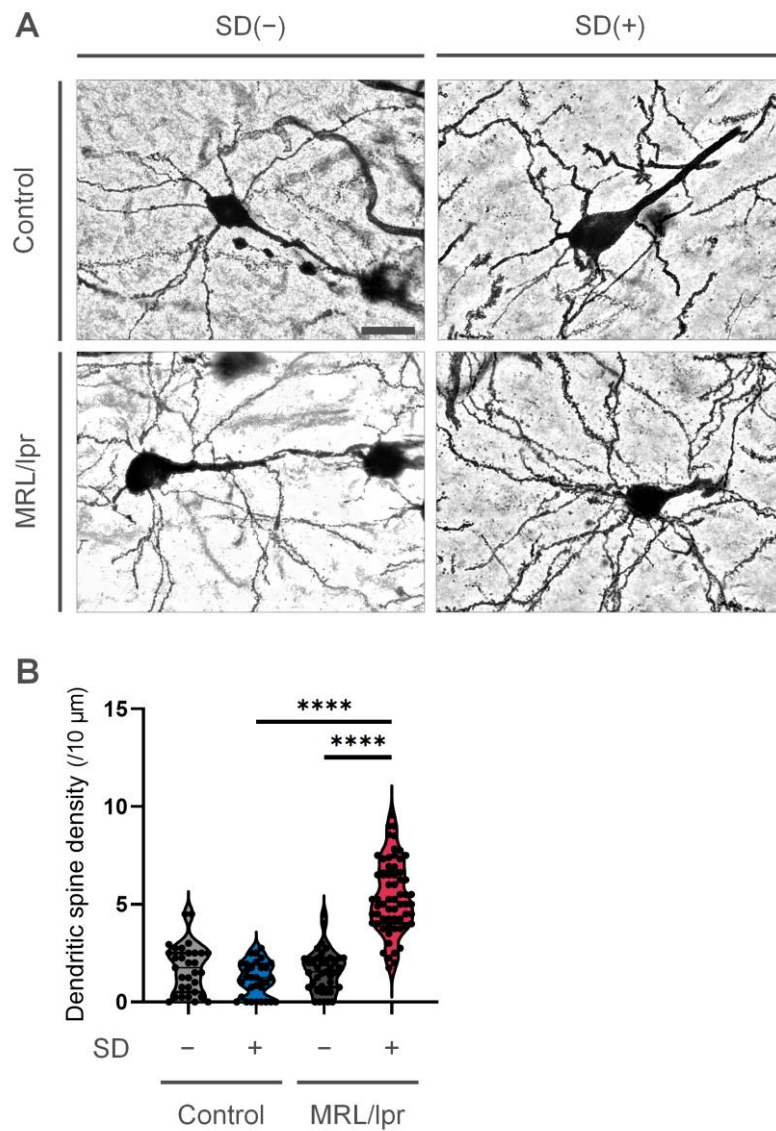 A
SD(−) SD(+)
Control
MRL/lpr
B
Dendritic spine density (/10 µm)
15
10
5
0
****
****
SD − + − +
Control MRL/lpr